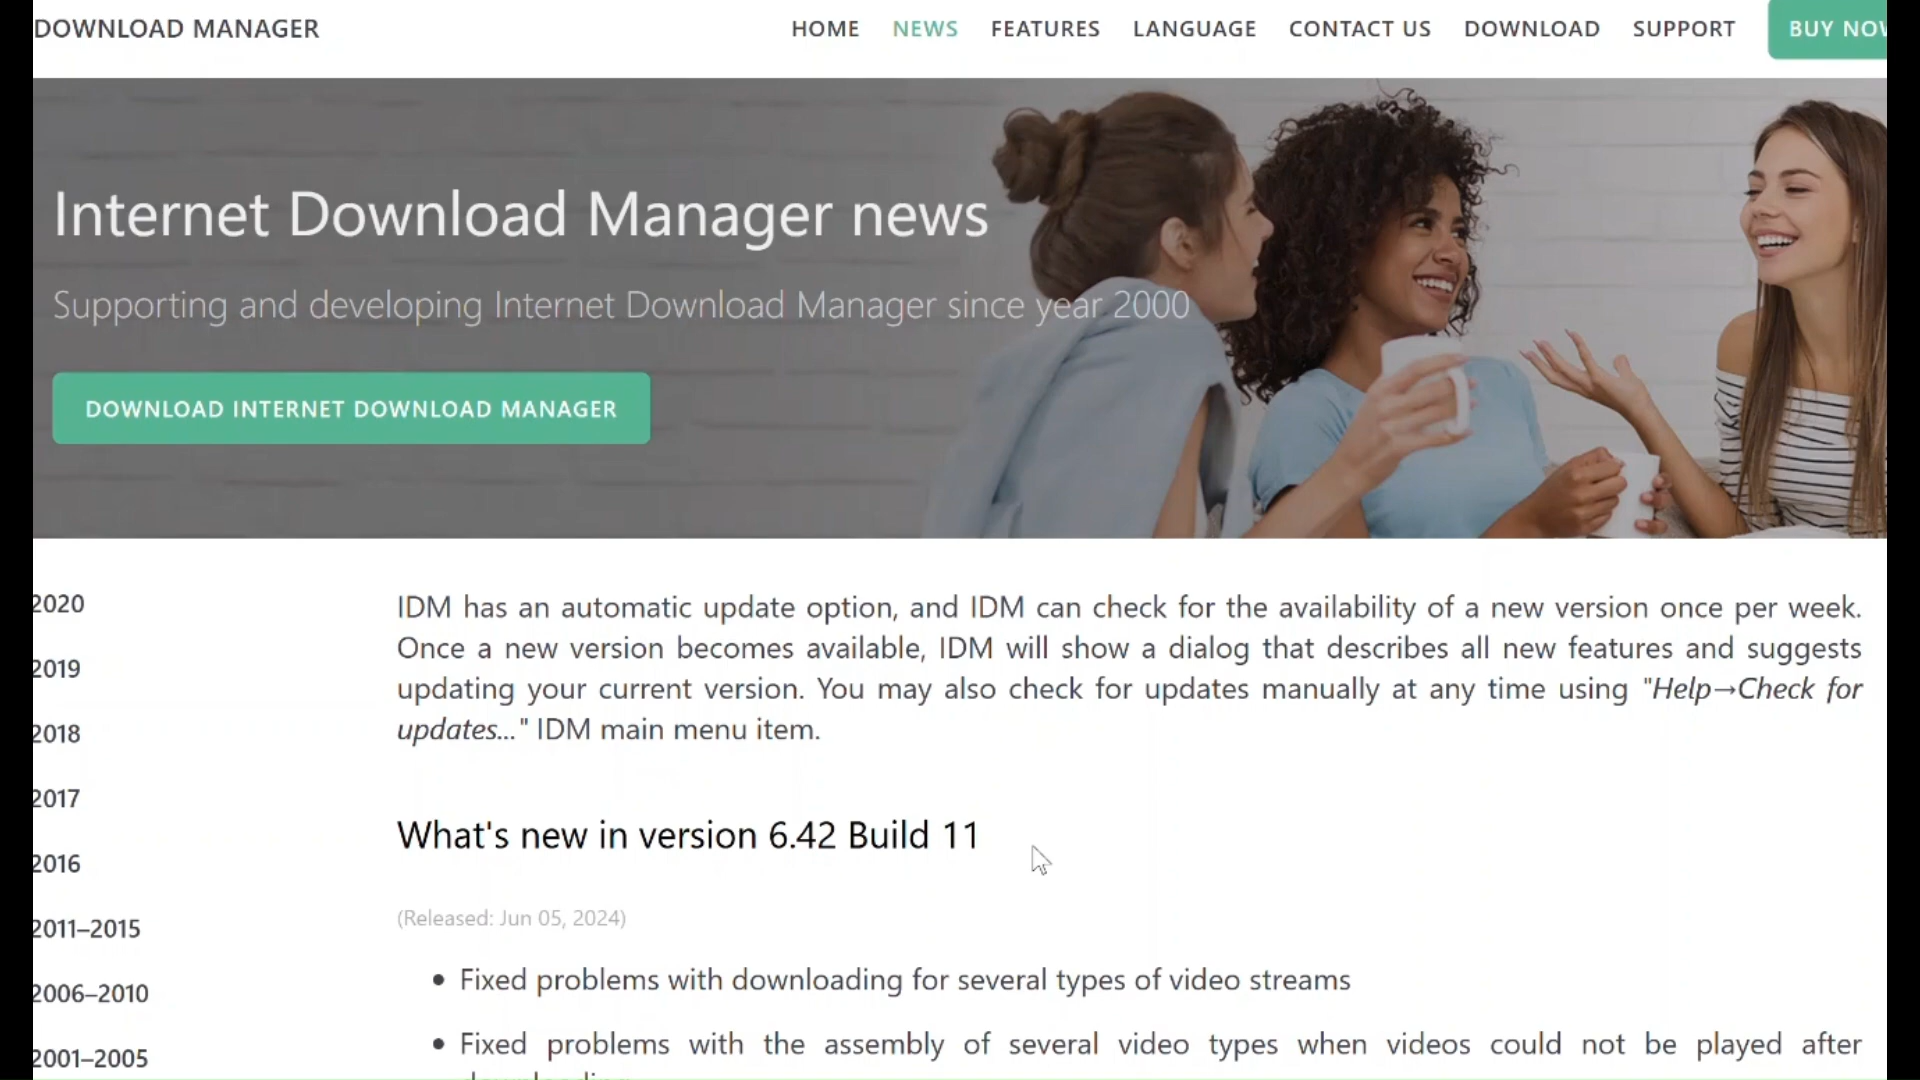 DOWNLOAD MANAGER
HOME NEWS FEATURES LANGUAGE CONTACT US DOWNLOAD SUPPORT BUY
Internet Download Manager news
Supporting and developing Internet Download Manager since year 2000
DOWNLOAD INTERNET DOWNLOAD MANAGER
2020
2019
2018
2017
2016
2011–2015
2006–2010
2001–2005
IDM has an automatic update option, and IDM can check for the availability of a new version once per week.
Once a new version becomes available, IDM will show a dialog that describes all new features and suggests
updating your current version. You may also check for updates manually at any time using "Help→Check for
updates..." IDM main menu item.
What's new in version 6.42 Build 11
(Released: Jun 05, 2024)
• Fixed problems with downloading for several types of video streams
• Fixed problems with the assembly of several video types when videos could not be played after